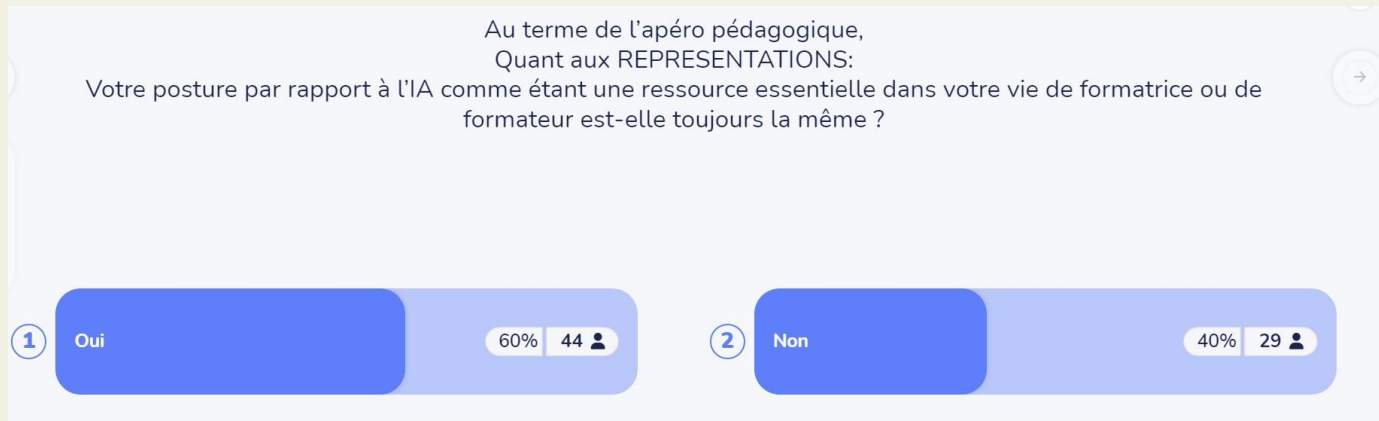 Au terme de l’apéro pédagogique,
Quant aux REPRESENTATIONS:
Votre posture par rapport à l’IA comme étant une ressource essentielle dans votre vie de formatrice ou de
formateur est-elle toujours la même ?
1 Oui 60% 44
2 Non 40% 29